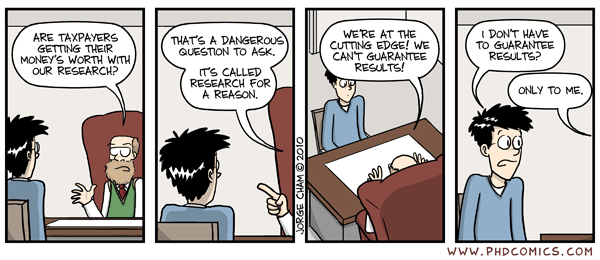 ARE TAXPAYERS
GETTING THEIR
MONEY'S WORTH WITH
OUR RESEARCH?
THAT'S A DANGEROUS
QUESTION TO ASK.
IT'S CALLED
RESEARCH FOR
A REASON.
JORGE CHAM © 2010
WE'RE AT THE
CUTTING EDGE! WE
CAN'T GUARANTEE
RESULTS!
I DON'T HAVE
TO GUARANTEE
RESULTS?
ONLY TO ME.
WWW.PHDCOMICS.COM